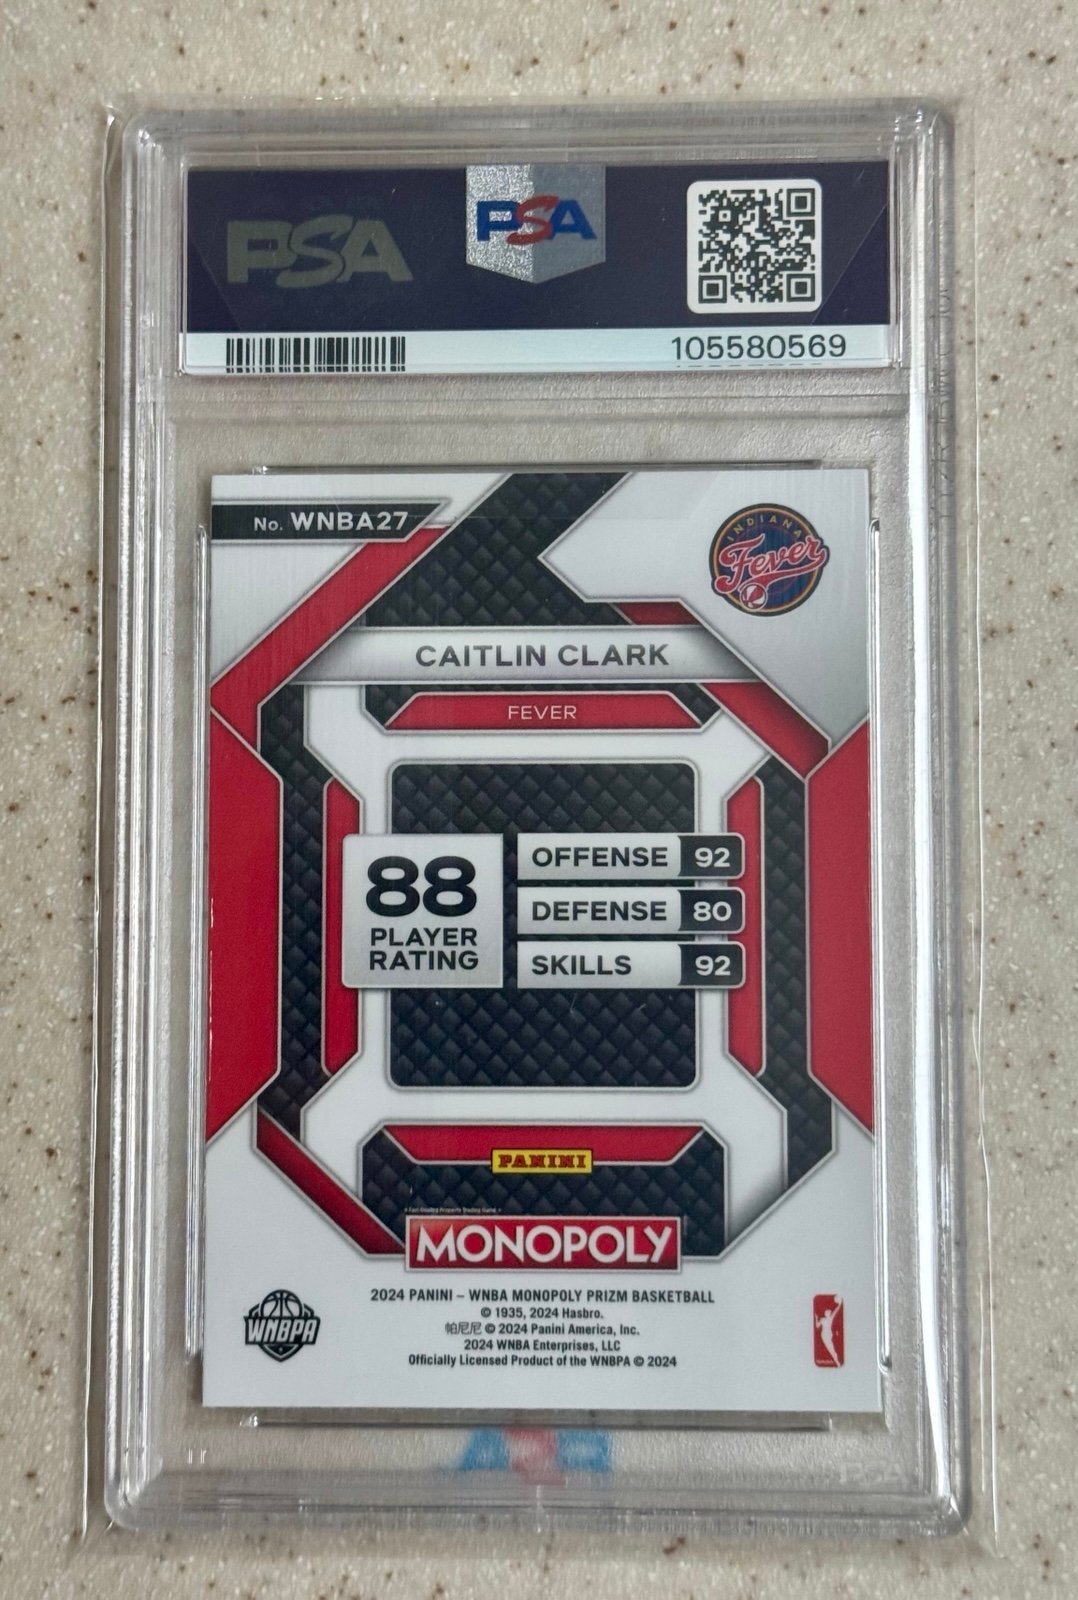 PSA
PSA
105580569
No. WNBA27
INDIANA
Fever
CAITLIN CLARK
FEVER
88
PLAYER
RATING
OFFENSE 92
DEFENSE 80
SKILLS 92
PANINI
MONOPOLY
2024 PANINI – WNBA MONOPOLY PRIZM BASKETBALL
© 1935, 2024 Hasbro.
帕尼尼 © 2024 Panini America, Inc.
2024 WNBA Enterprises, LLC
Officially Licensed Product of the WNBPA © 2024
WNBPA
PSA